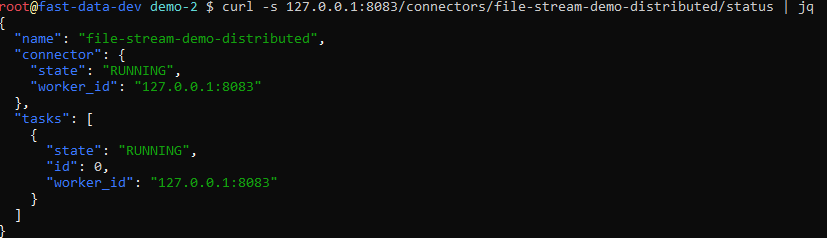 root@fast-data-dev demo-2 $ curl -s 127.0.0.1:8083/connectors/file-stream-demo-distributed/status | jq
{
  "name": "file-stream-demo-distributed",
  "connector": {
    "state": "RUNNING",
    "worker_id": "127.0.0.1:8083"
  },
  "tasks": [
    {
      "state": "RUNNING",
      "id": 0,
      "worker_id": "127.0.0.1:8083"
    }
  ]
}